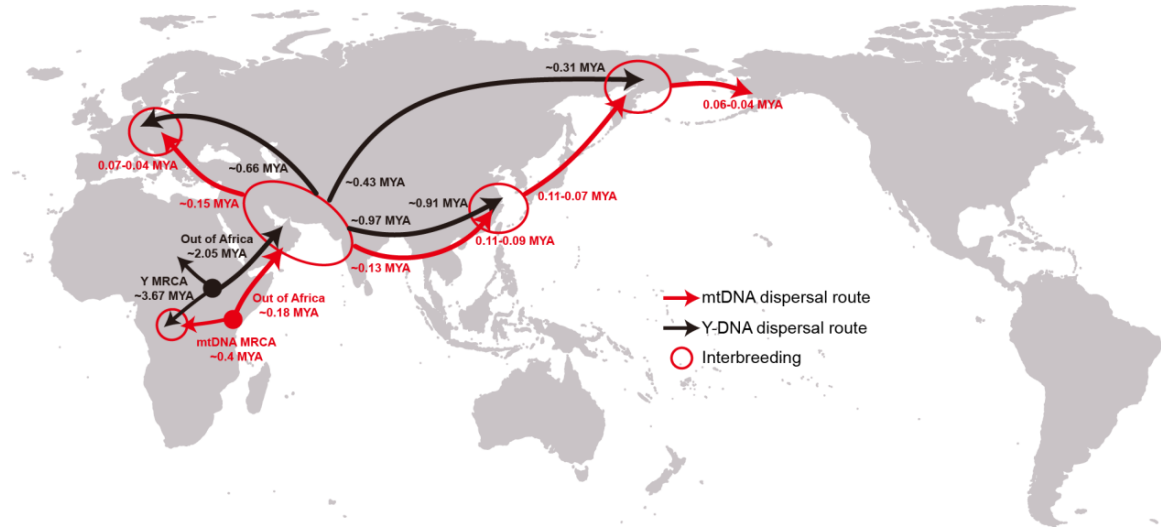 ~0.31 MYA
0.06-0.04 MYA
0.07-0.04 MYA
~0.66 MYA
~0.43 MYA
~0.15 MYA
~0.91 MYA
0.11-0.07 MYA
~0.97 MYA
0.11-0.09 MYA
~0.13 MYA
Out of Africa
~2.05 MYA
Y MRCA
~3.67 MYA
Out of Africa
~0.18 MYA
mtDNA MRCA
~0.4 MYA
mtDNA dispersal route
Y-DNA dispersal route
Interbreeding